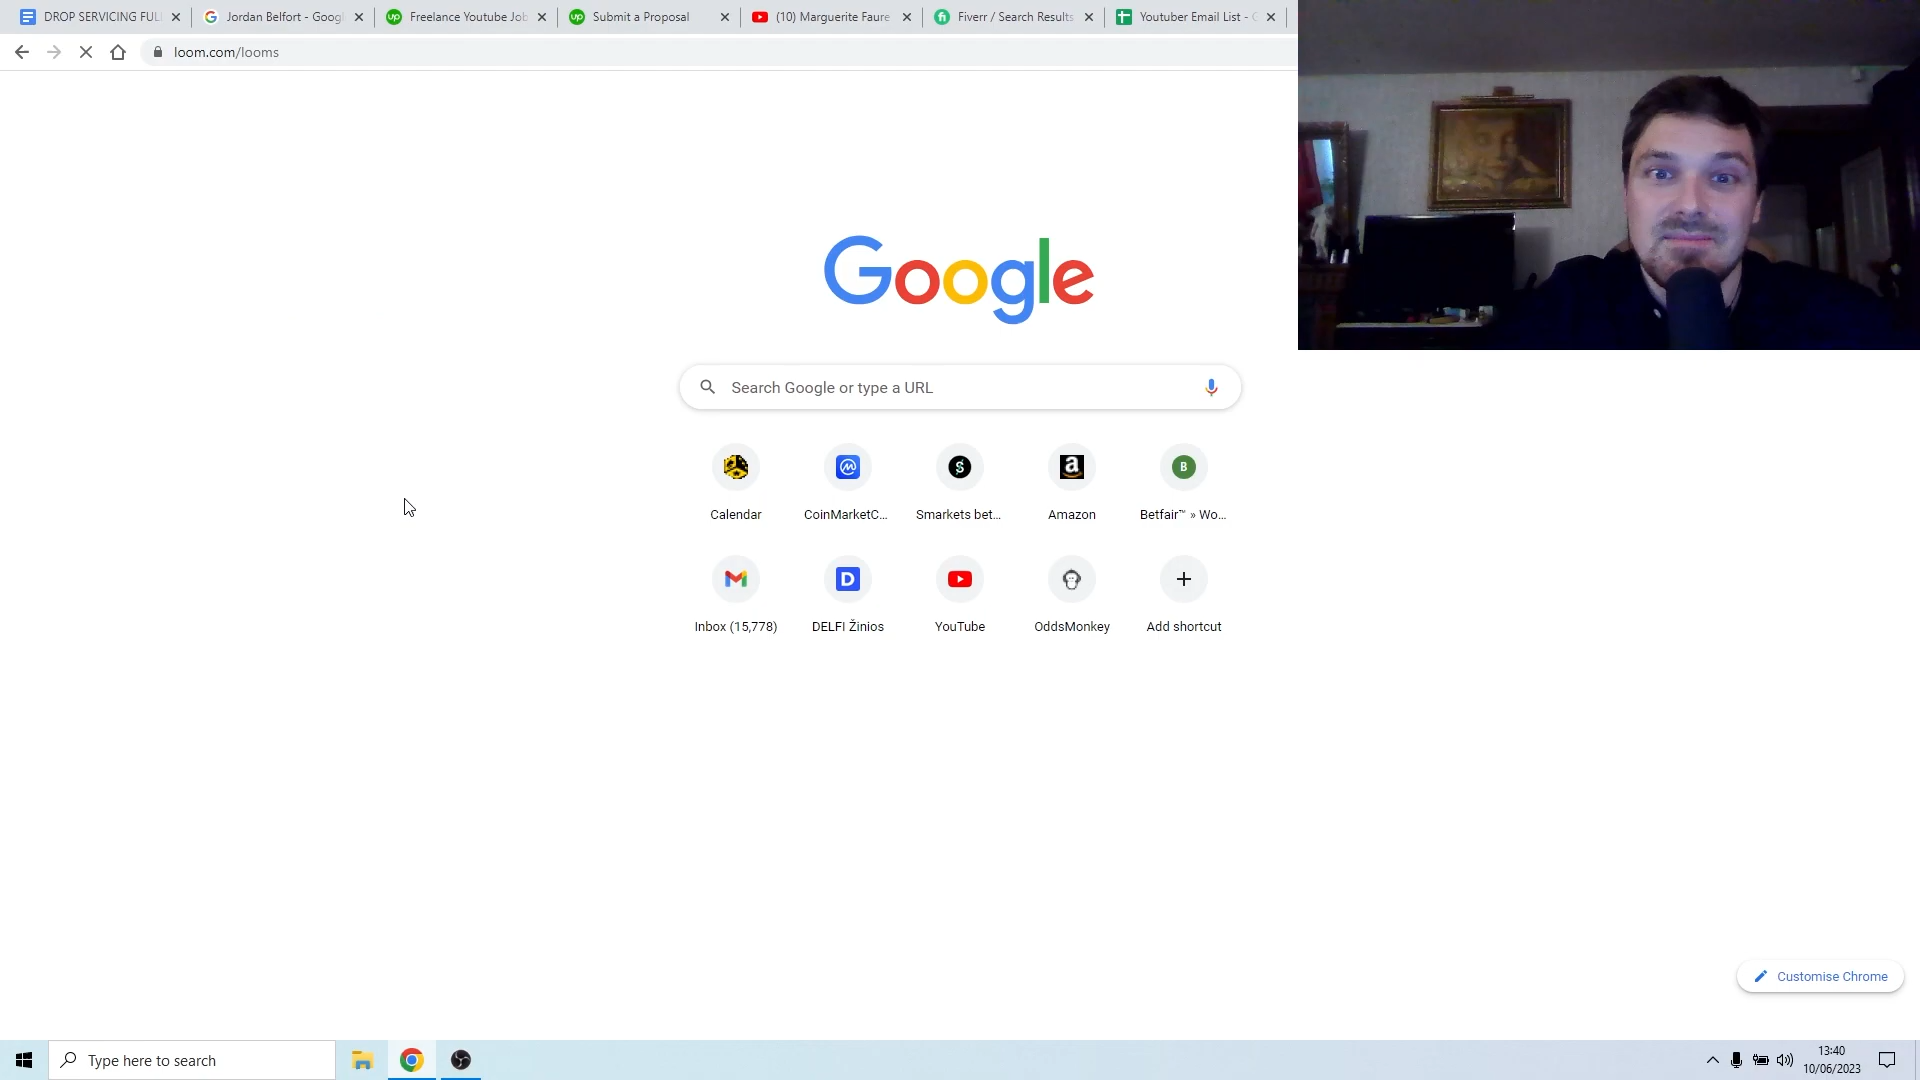 DROP SERVICING FULL
Jordan Belfort - Googl
Freelance Youtube Job
Submit a Proposal
(10) Marguerite Faure
Fiverr / Search Results
Youtuber Email List - G
loom.com/looms
Google
Search Google or type a URL
Calendar
CoinMarketC...
Smarkets bet...
Amazon
Betfair™ » Wo...
Inbox (15,778)
DELFI Žinios
YouTube
OddsMonkey
Add shortcut
Customise Chrome
Type here to search
13:40
10/06/2023